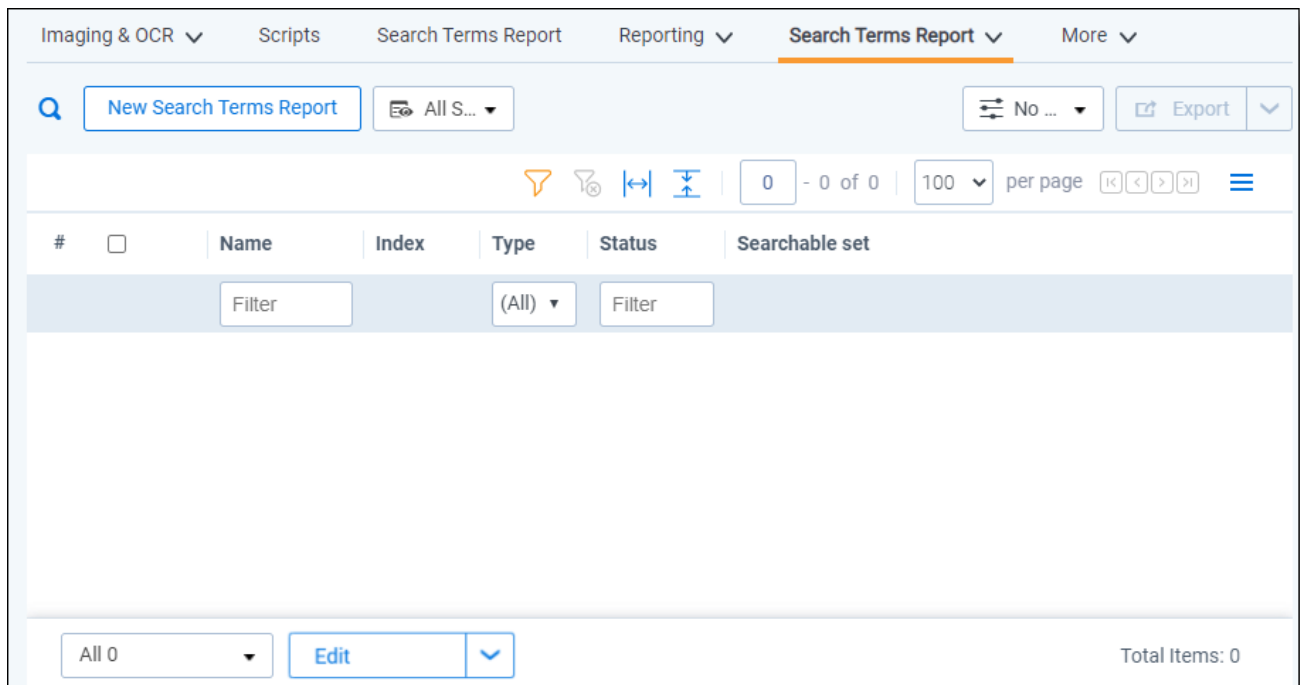 Imaging & OCR Scripts Search Terms Report Reporting Search Terms Report More
New Search Terms Report All S... No ... Export
0 - 0 of 0 100 per page
# Name Index Type Status Searchable set
Filter (All) Filter
All 0 Edit Total Items: 0